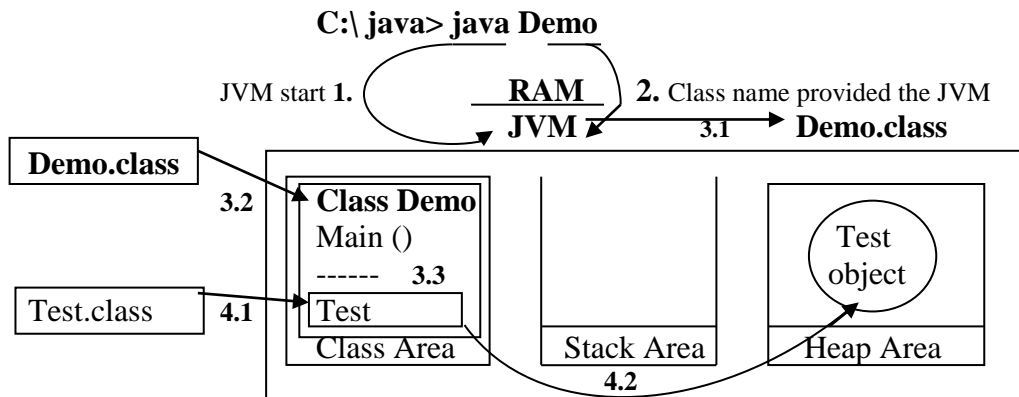 C:\ java> java Demo
JVM start 1.
RAM
2. Class name provided the JVM
JVM
3.1
Demo.class
Demo.class
3.2
Class Demo
Main ()
------ 3.3
Test
object
Test.class
4.1
Test
Class Area
Stack Area
Heap Area
4.2